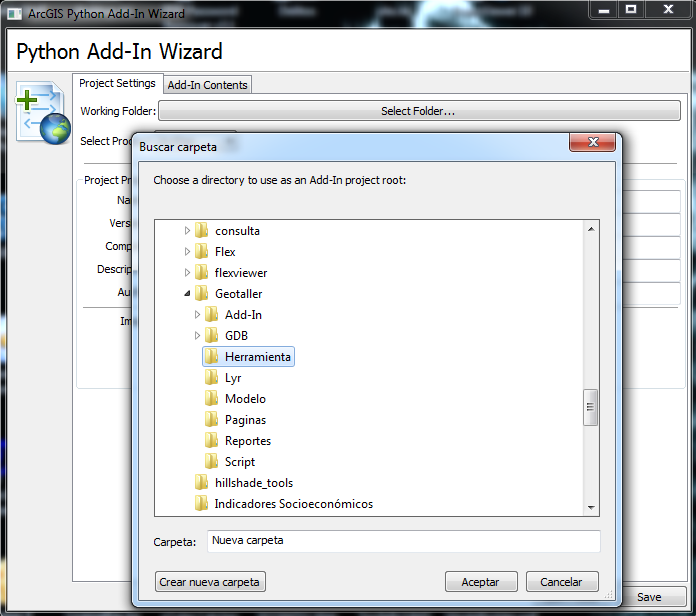 ArcGIS Python Add-In Wizard
Python Add-In Wizard
Project Settings
Add-In Contents
Working Folder:
Select Folder...
Select Pro
Buscar carpeta
Choose a directory to use as an Add-In project root:
Project Pr
Na
Vers
Comp
Descrip
Au
Im
consulta
Flex
flexviewer
Geotaller
Add-In
GDB
Herramienta
Lyr
Modelo
Paginas
Reportes
Script
hillshade_tools
Indicadores Socioeconómicos
Carpeta:
Nueva carpeta
Crear nueva carpeta
Aceptar
Cancelar
Save